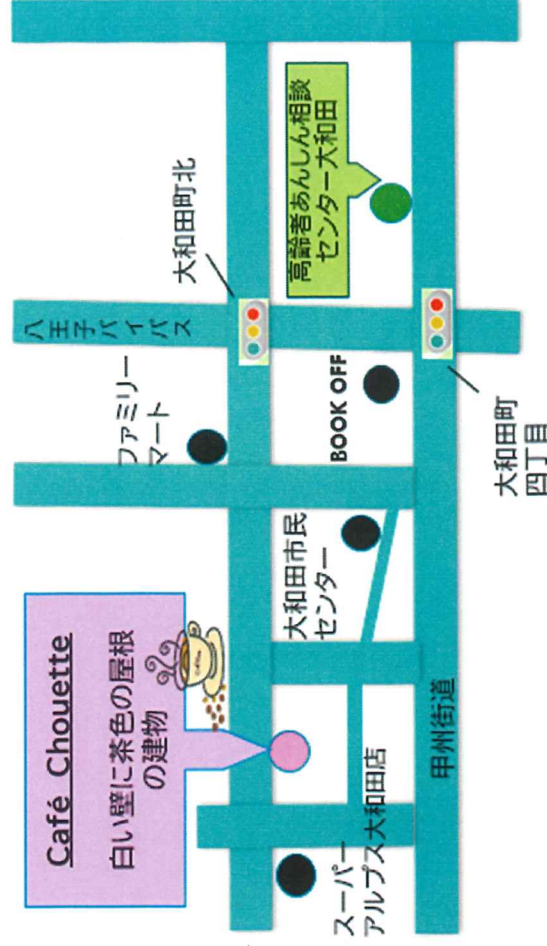 Café Chouette
白い壁に茶色の屋根
の建物
スーパー
アルプス大和田店
大和田市民
センター
甲州街道
ファミリー
マート
BOOK OFF
八王子バイパス
大和田町北
大和田町
四丁目
高齢者あんしん相談
センター大和田